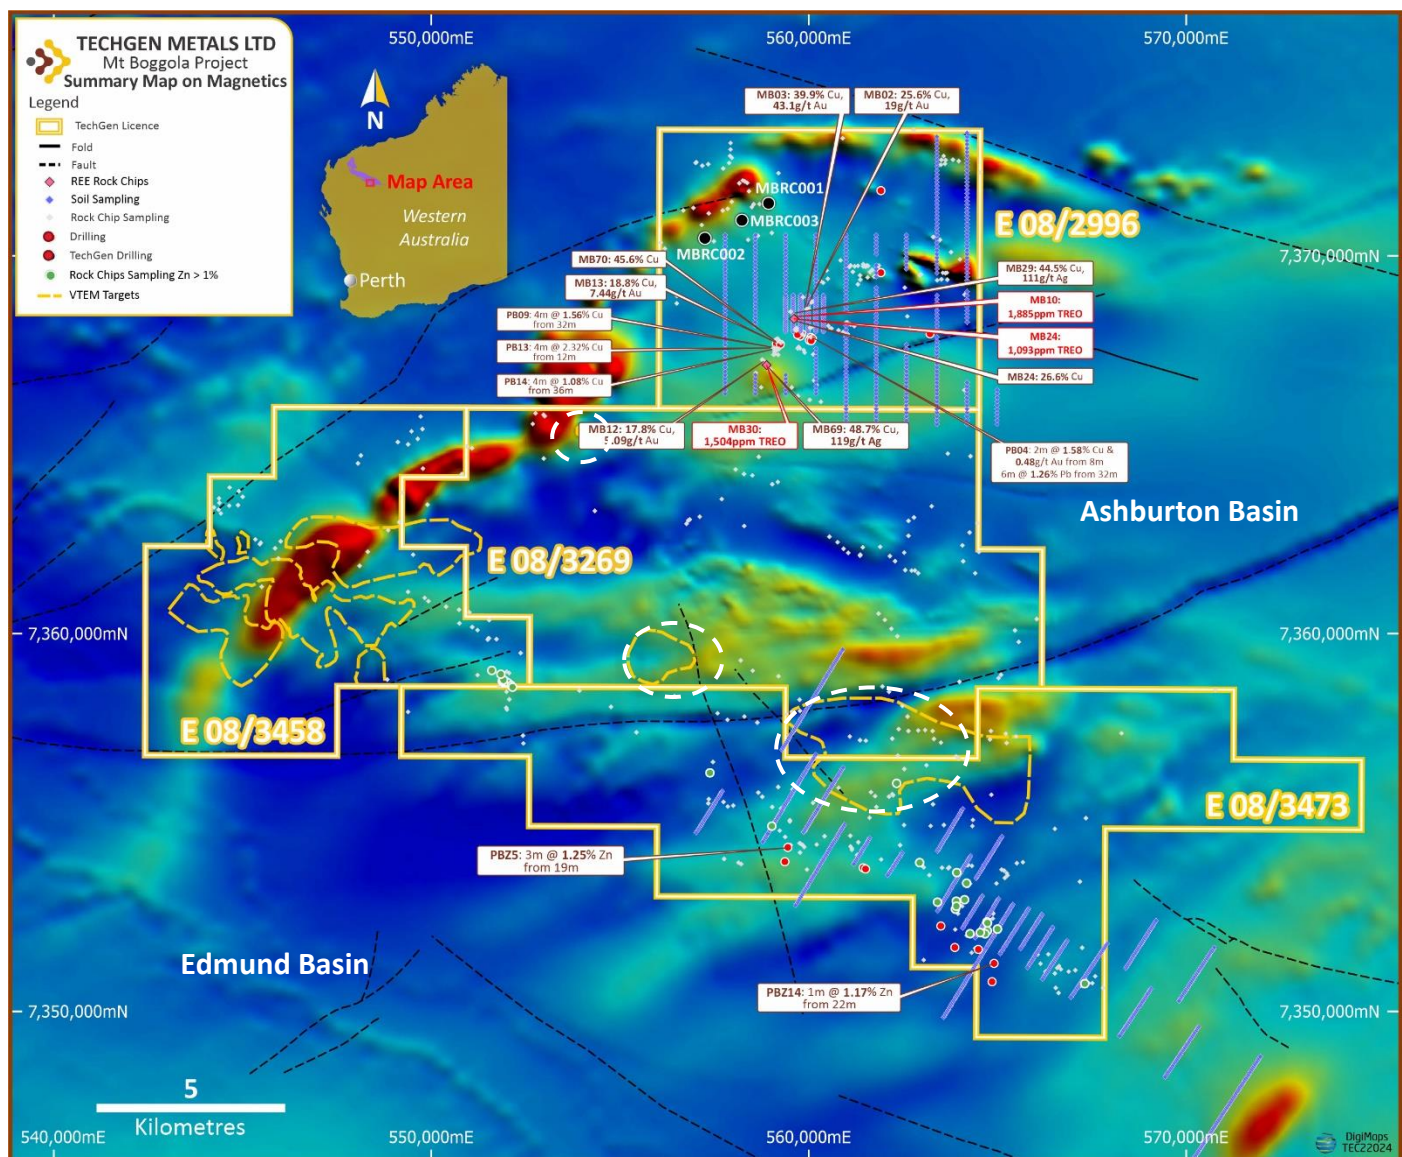 TECHGEN METALS LTD
Mt Boggola Project
Summary Map on Magnetics
Legend
TechGen Licence
Fold
Fault
REE Rock Chips
Soil Sampling
Rock Chip Sampling
Drilling
TechGen Drilling
Rock Chips Sampling Zn > 1%
VTEM Targets
550,000mE
560,000mE
570,000mE
N
Map Area
Western
Australia
Perth
MB03: 39.9% Cu,
43.1g/t Au
MB02: 25.6% Cu,
19g/t Au
MBRC001
MBRC003
MBRC002
E 08/2996
7,370,000mN
MB70: 45.6% Cu
MB13: 18.8% Cu,
7.44g/t Au
PB09: 4m @ 1.56% Cu
from 32m
PB13: 4m @ 2.32% Cu
from 12m
PB14: 4m @ 1.08% Cu
from 36m
MB29: 44.5% Cu,
111g/t Ag
MB10:
1,885ppm TREO
MB24:
1,093ppm TREO
MB24: 26.6% Cu
MB12: 17.8% Cu,
.09g/t Au
MB30:
1,504ppm TREO
MB69: 48.7% Cu,
119g/t Ag
PB04: 2m @ 1.58% Cu &
0.48g/t Au from 8m
6m @ 1.26% Pb from 32m
Ashburton Basin
E 08/3269
7,360,000mN
7,360,000mN
E 08/3458
E 08/3473
PBZ5: 3m @ 1.25% Zn
from 19m
Edmund Basin
PBZ14: 1m @ 1.17% Zn
from 22m
7,350,000mN
7,350,000mN
5
Kilometres
540,000mE
550,000mE
560,000mE
570,000mE
DigiMaps
TEC22024